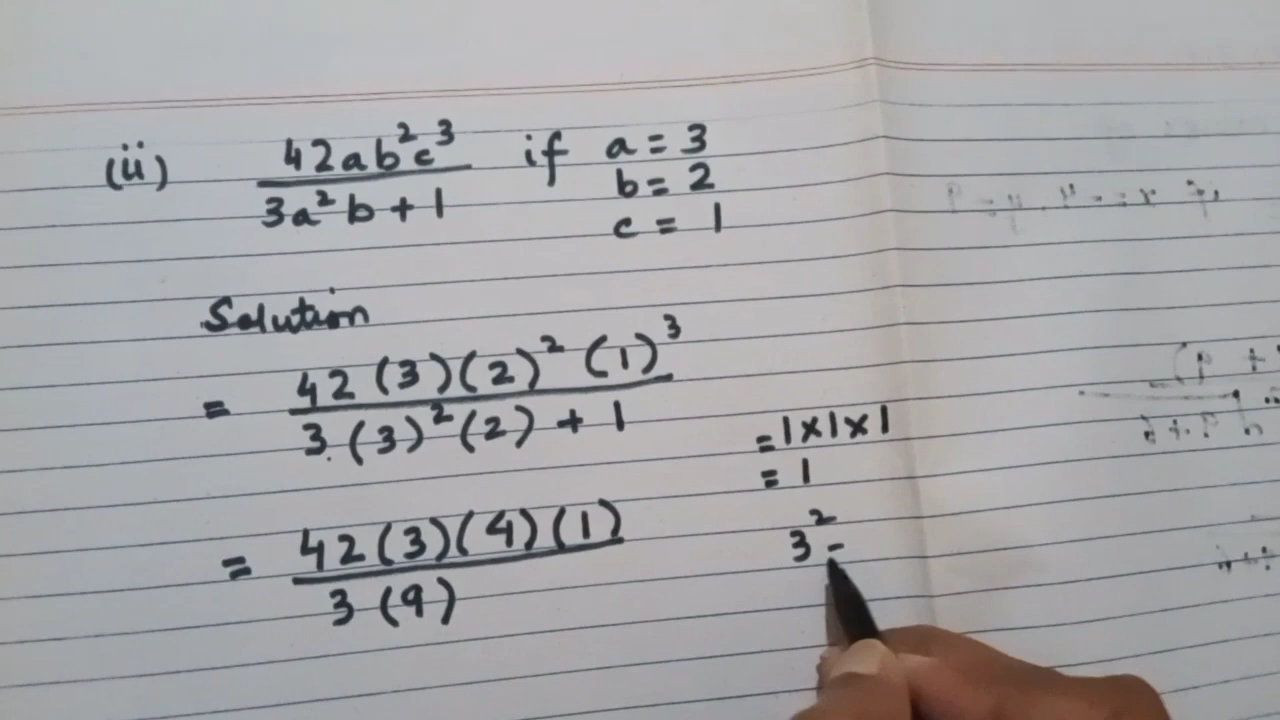 (ii) 42ab²c³ if a = 3
3a²b + 1 b = 2
c = 1
Solution
= 42 (3)(2)² (1)³
3 (3)² (2) + 1
= 1×1×1
= 1
= 42 (3)(4)(1)
3 (9)
3² =